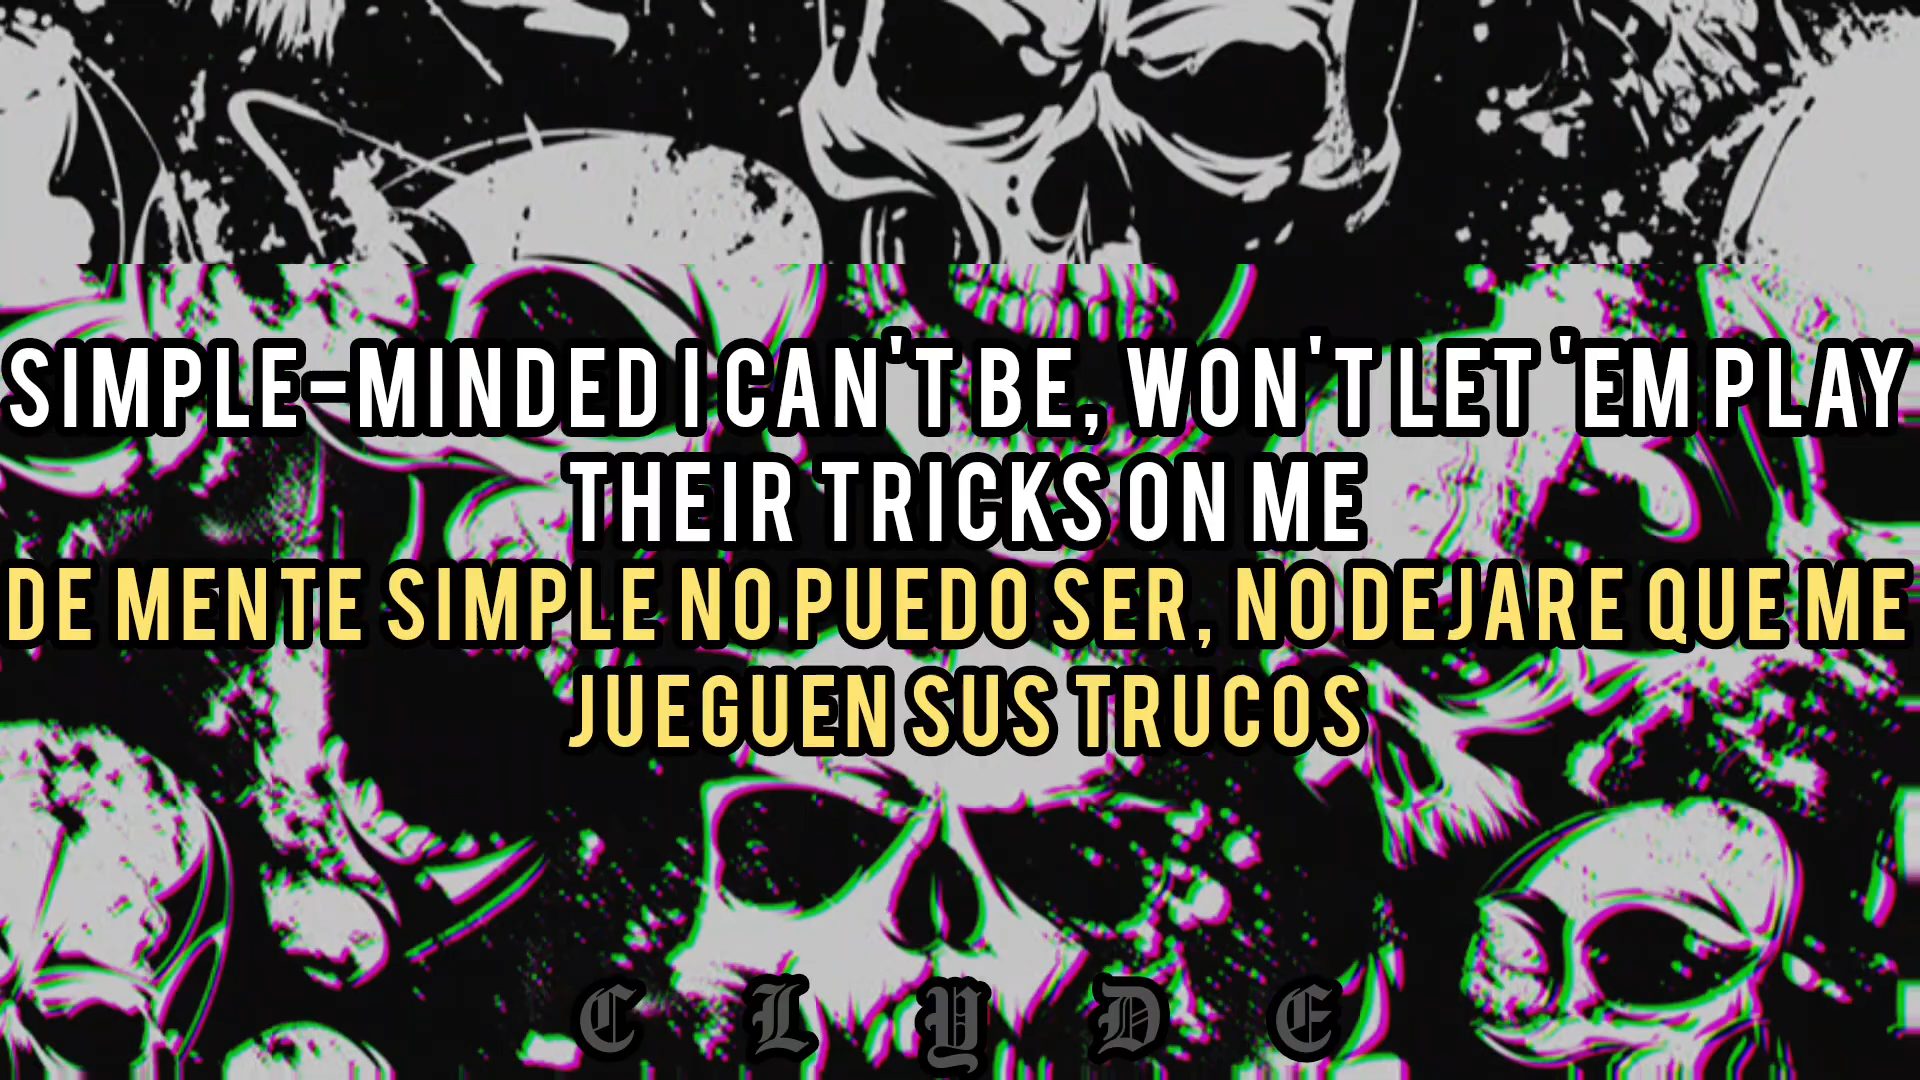 SIMPLE-MINDED I CAN'T BE, WON'T LET 'EM PLAY
THEIR TRICKS ON ME
DE MENTE SIMPLE NO PUEDO SER, NO DEJARE QUE ME
JUEGUEN SUS TRUCOS
C L Y D E